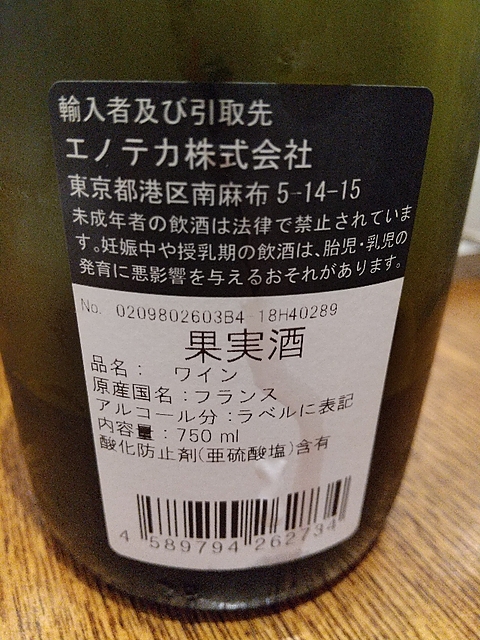 輸入者及び引取先
エノテカ株式会社
東京都港区南麻布 5-14-15
未成年者の飲酒は法律で禁止されていま
す。妊娠中や授乳期の飲酒は、胎児・乳児の
発育に悪影響を与えるおそれがあります。
No. 0209802603B4-18H40289
果実酒
品名： ワイン
原産国名：フランス
アルコール分：ラベルに表記
内容量：750 ml
酸化防止剤(亜硫酸塩)含有
4 589794 262734